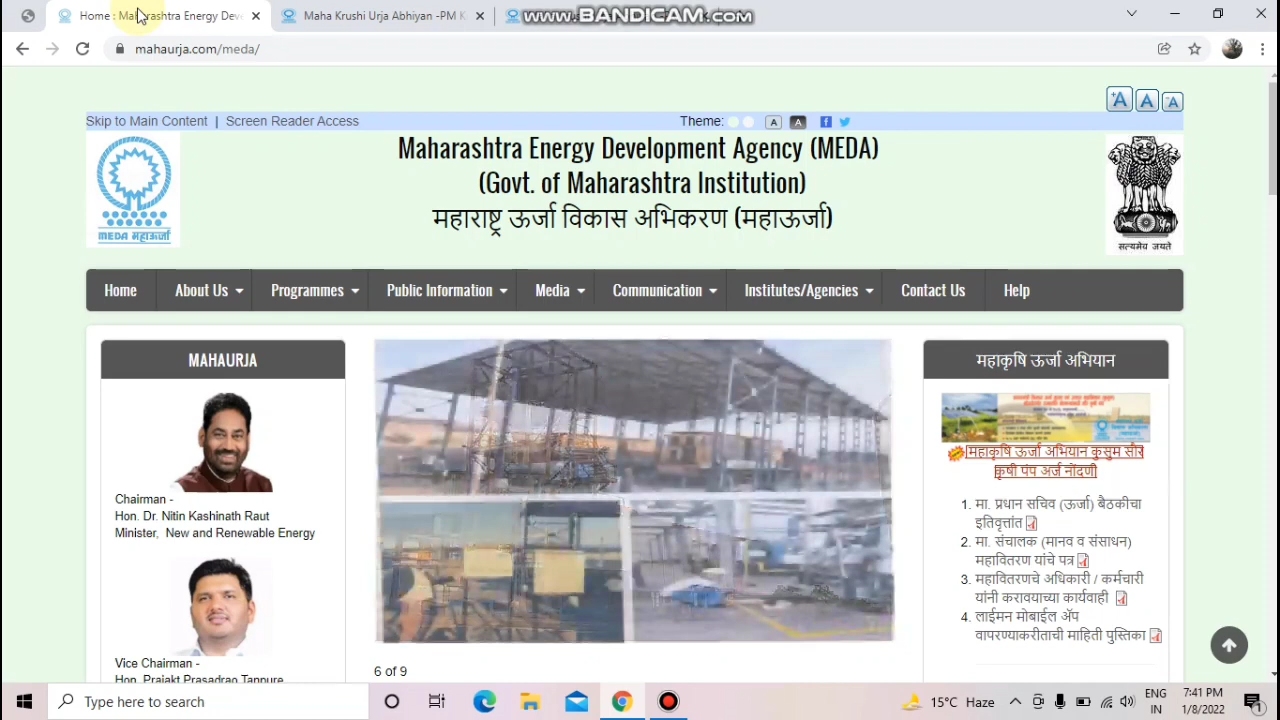 Home : Maharashtra Energy Deve
Maha Krushi Urja Abhiyan -PM K
www.BANDICAM.com
mahaurja.com/meda/
+A A -A
Skip to Main Content | Screen Reader Access
Theme: A A
Maharashtra Energy Development Agency (MEDA)
(Govt. of Maharashtra Institution)
महाराष्ट्र ऊर्जा विकास अभिकरण (महाऊर्जा)
MEDA महाऊर्जा
सत्यमेव जयते
Home About Us Programmes Public Information Media Communication Institutes/Agencies Contact Us Help
MAHAURJA
Chairman -
Hon. Dr. Nitin Kashinath Raut
Minister, New and Renewable Energy
Vice Chairman -
Hon. Prajakt Prasadrao Tanpure
6 of 9
महाकृषि ऊर्जा अभियान
महाकृषि ऊर्जा अभियान कुसुम सौर
कृषी पंप अर्ज नोंदणी
1. मा. प्रधान सचिव (ऊर्जा) बैठकीचा
इतिवृत्तांत
2. मा. संचालक (मानव व संसाधन)
महावितरण यांचे पत्र
3. महावितरणचे अधिकारी / कर्मचारी
यांनी करावयाच्या कार्यवाही
4. लाईमन मोबाईल ॲप
वापरण्याकरीताची माहिती पुस्तिका
Type here to search
15°C Haze
ENG
IN
7:41 PM
1/8/2022